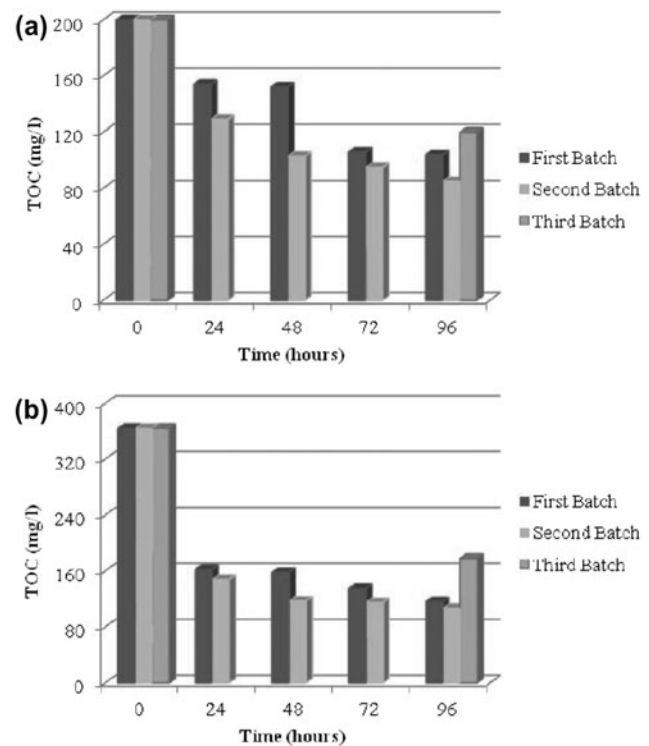 (a)
TOC (mg/l)
200
160
120
80
40
0
0 24 48 72 96
Time (hours)
First Batch
Second Batch
Third Batch
(b)
TOC (mg/l)
400
320
240
160
80
0
0 24 48 72 96
Time (hours)
First Batch
Second Batch
Third Batch